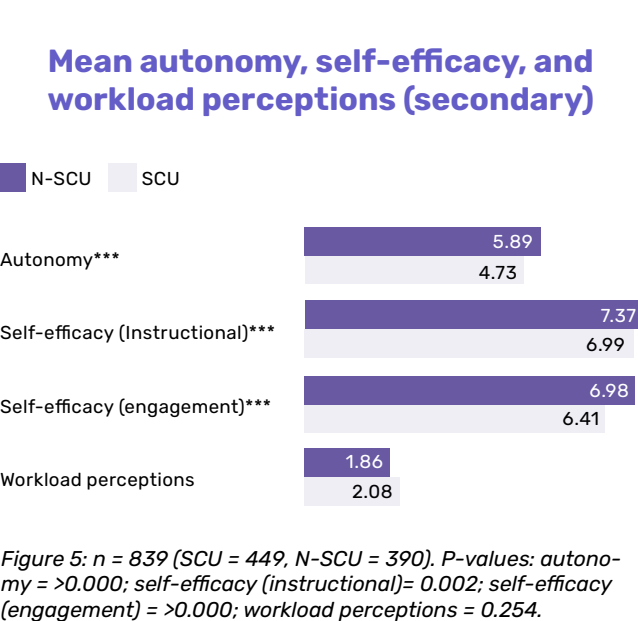 Mean autonomy, self-efficacy, and
workload perceptions (secondary)
N-SCU SCU
Autonomy***
5.89
4.73
Self-efficacy (Instructional)***
7.37
6.99
Self-efficacy (engagement)***
6.98
6.41
Workload perceptions
1.86
2.08
Figure 5: n = 839 (SCU = 449, N-SCU = 390). P-values: autono-
my = >0.000; self-efficacy (instructional)= 0.002; self-efficacy
(engagement) = >0.000; workload perceptions = 0.254.